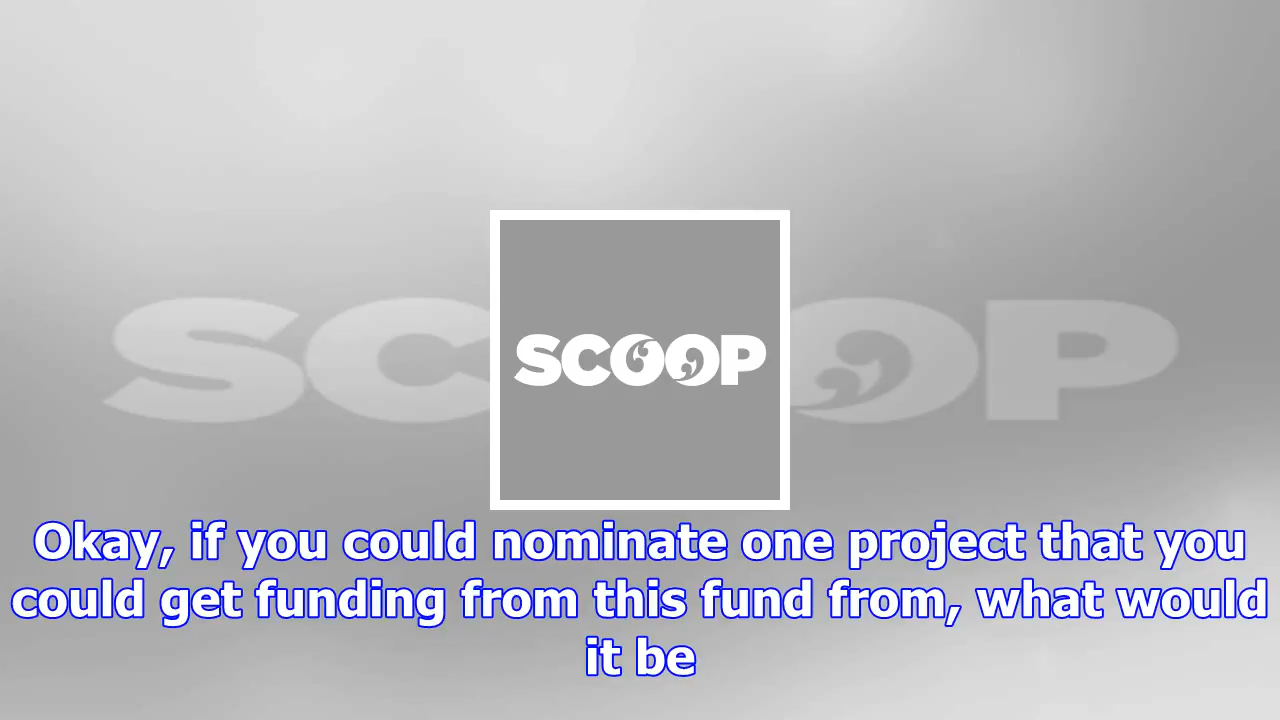 SCOOP
SCOOP
Okay, if you could nominate one project that you
could get funding from this fund from, what would
it be